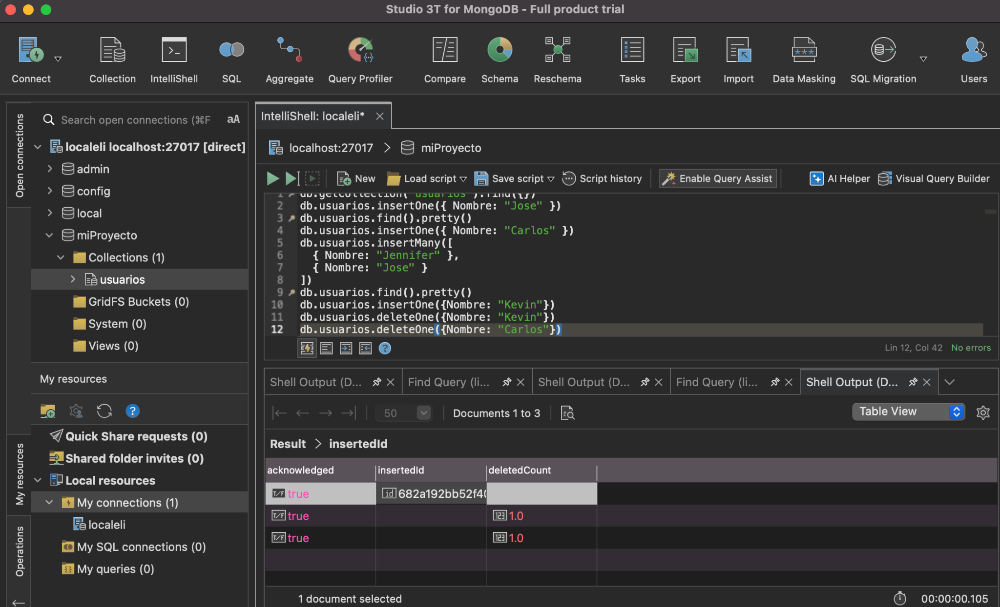 Studio 3T for MongoDB - Full product trial
Connect
Collection
IntelliShell
SQL
Aggregate
Query Profiler
Compare
Schema
Reschema
Tasks
Export
Import
Data Masking
SQL Migration
Users
Open connections
Search open connections (⌘F
aA
localeli localhost:27017 [direct]
admin
config
local
miProyecto
Collections (1)
usuarios
GridFS Buckets (0)
System (0)
Views (0)
My resources
My resources
Quick Share requests (0)
Shared folder invites (0)
Local resources
My connections (1)
localeli
My SQL connections (0)
My queries (0)
Operations
IntelliShell: localeli*
localhost:27017 > miProyecto
New
Load script
Save script
Script history
Enable Query Assist
AI Helper
Visual Query Builder
1 db.getCollection("usuarios").find({})
2 db.usuarios.insertOne({ Nombre: "Jose" })
3 db.usuarios.find().pretty()
4 db.usuarios.insertOne({ Nombre: "Carlos" })
5 db.usuarios.insertMany([
6 { Nombre: "Jennifer" },
7 { Nombre: "Jose" }
8 ])
9 db.usuarios.find().pretty()
10 db.usuarios.insertOne({Nombre: "Kevin"})
11 db.usuarios.deleteOne({Nombre: "Kevin"})
12 db.usuarios.deleteOne({Nombre: "Carlos"})
Lin 12, Col 42 No errors
Shell Output (D...
Find Query (li...
Shell Output (D...
Find Query (li...
Shell Output (D...
50
Documents 1 to 3
Table View
Result > insertedId
acknowledged insertedId deletedCount
T/F true id 682a192bb52f40
T/F true 123 1.0
T/F true 123 1.0
1 document selected
00:00:00.105